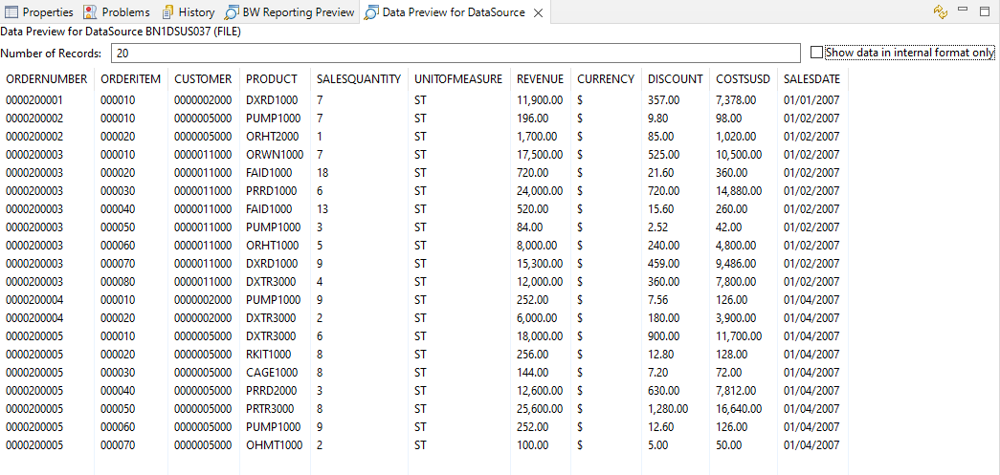 Properties Problems History BW Reporting Preview Data Preview for DataSource
Data Preview for DataSource BN1DSUS037 (FILE)
Number of Records: 20 Show data in internal format only
ORDERNUMBER ORDERITEM CUSTOMER PRODUCT SALESQUANTITY UNITOFMEASURE REVENUE CURRENCY DISCOUNT COSTSUSD SALESDATE
0000200001 000010 0000002000 DXRD1000 7 ST 11,900.00 $ 357.00 7,378.00 01/01/2007
0000200002 000010 0000005000 PUMP1000 7 ST 196.00 $ 9.80 98.00 01/02/2007
0000200002 000020 0000005000 ORHT2000 1 ST 1,700.00 $ 85.00 1,020.00 01/02/2007
0000200003 000010 0000011000 ORWN1000 7 ST 17,500.00 $ 525.00 10,500.00 01/02/2007
0000200003 000020 0000011000 FAID1000 18 ST 720.00 $ 21.60 360.00 01/02/2007
0000200003 000030 0000011000 PRRD1000 6 ST 24,000.00 $ 720.00 14,880.00 01/02/2007
0000200003 000040 0000011000 FAID1000 13 ST 520.00 $ 15.60 260.00 01/02/2007
0000200003 000050 0000011000 PUMP1000 3 ST 84.00 $ 2.52 42.00 01/02/2007
0000200003 000060 0000011000 ORHT1000 5 ST 8,000.00 $ 240.00 4,800.00 01/02/2007
0000200003 000070 0000011000 DXRD1000 9 ST 15,300.00 $ 459.00 9,486.00 01/02/2007
0000200003 000080 0000011000 DXTR3000 4 ST 12,000.00 $ 360.00 7,800.00 01/02/2007
0000200004 000010 0000002000 PUMP1000 9 ST 252.00 $ 7.56 126.00 01/02/2007
0000200004 000020 0000002000 DXTR3000 2 ST 6,000.00 $ 180.00 3,900.00 01/02/2007
0000200005 000010 0000005000 DXTR3000 6 ST 18,000.00 $ 900.00 11,700.00 01/04/2007
0000200005 000020 0000005000 RKIT1000 8 ST 256.00 $ 12.80 128.00 01/04/2007
0000200005 000030 0000005000 CAGE1000 8 ST 144.00 $ 7.20 72.00 01/04/2007
0000200005 000040 0000005000 PRRD2000 3 ST 12,600.00 $ 630.00 7,812.00 01/04/2007
0000200005 000050 0000005000 PRTR3000 8 ST 25,600.00 $ 1,280.00 16,640.00 01/04/2007
0000200005 000060 0000005000 PUMP1000 9 ST 252.00 $ 12.60 126.00 01/04/2007
0000200005 000070 0000005000 OHMT1000 2 ST 100.00 $ 5.00 50.00 01/04/2007